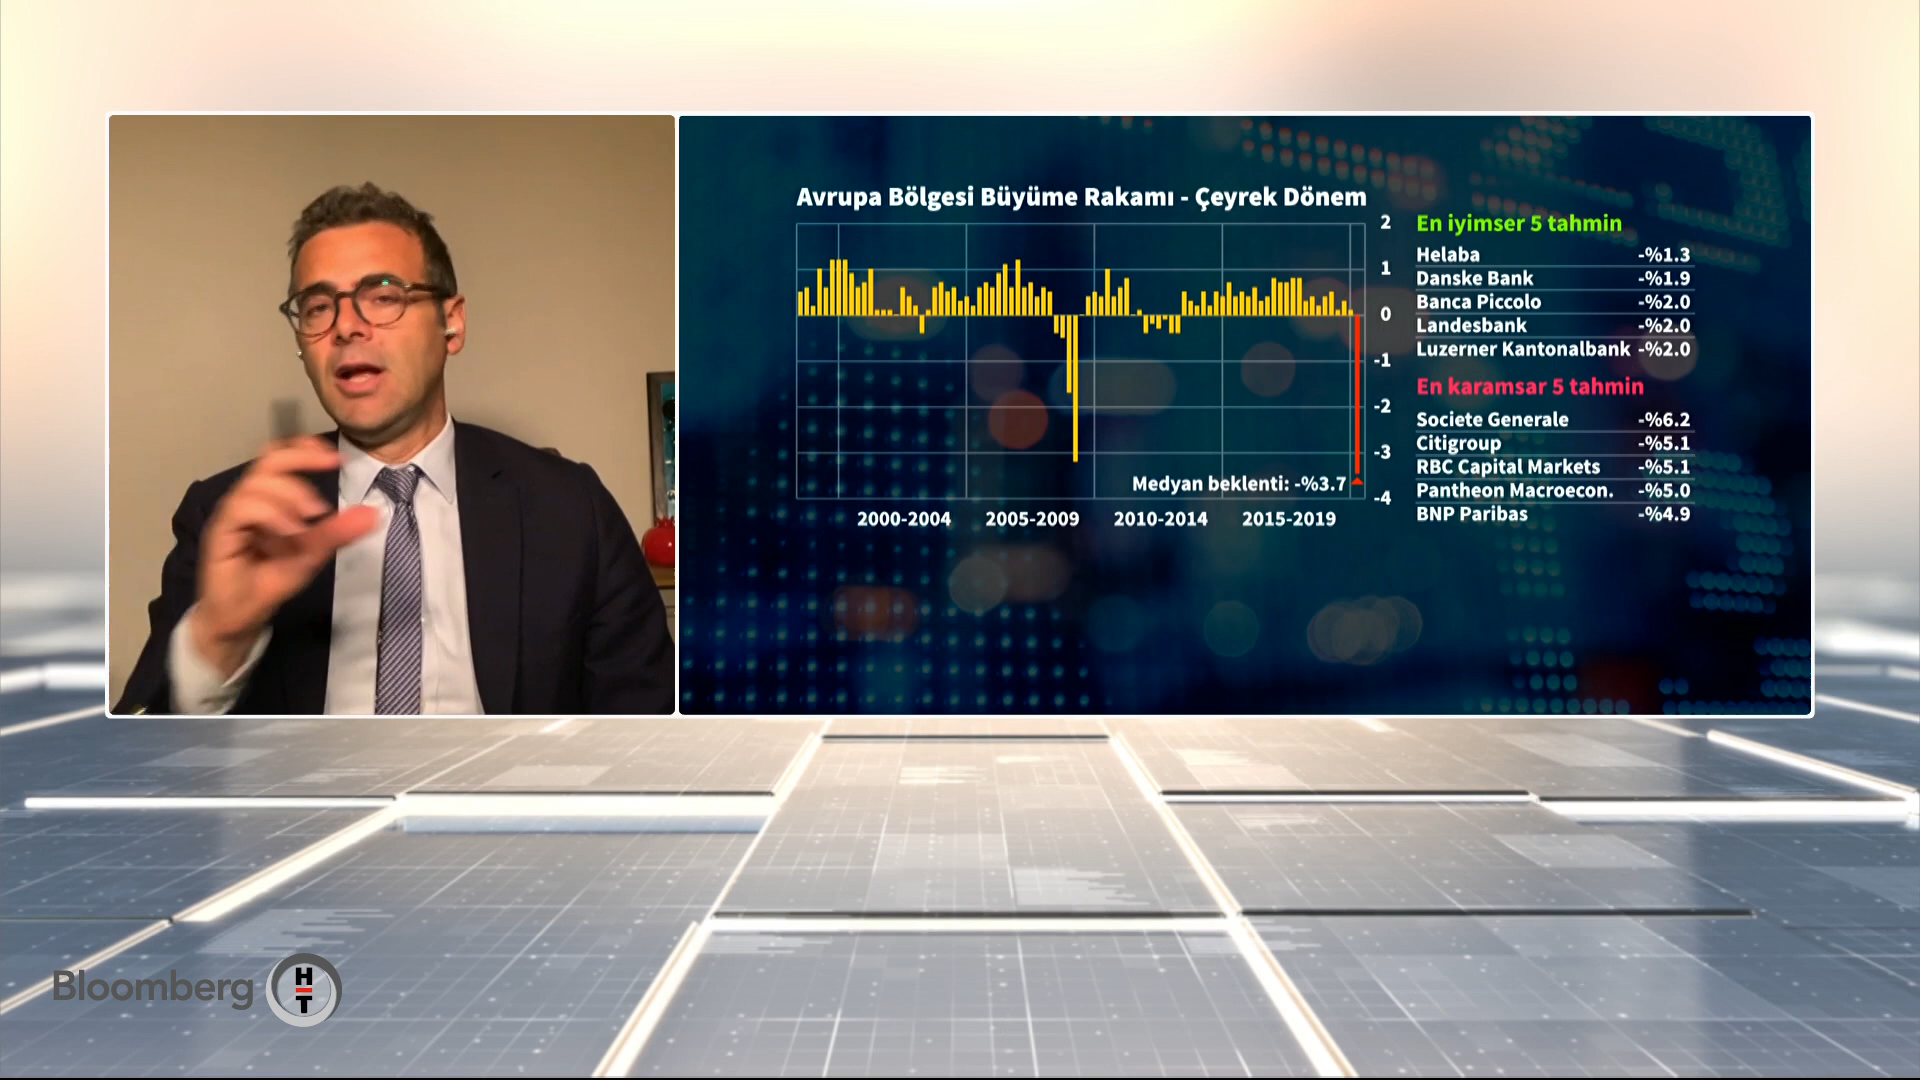 Avrupa Bölgesi Büyüme Rakamı - Çeyrek Dönem
2
1
0
-1
-2
-3
-4
Medyan beklenti: -%3.7
2000-2004 2005-2009 2010-2014 2015-2019
En iyimser 5 tahmin
Helaba -%1.3
Danske Bank -%1.9
Banca Piccolo -%2.0
Landesbank -%2.0
Luzerner Kantonalbank -%2.0
En karamsar 5 tahmin
Societe Generale -%6.2
Citigroup -%5.1
RBC Capital Markets -%5.1
Pantheon Macroecon. -%5.0
BNP Paribas -%4.9
Bloomberg HT